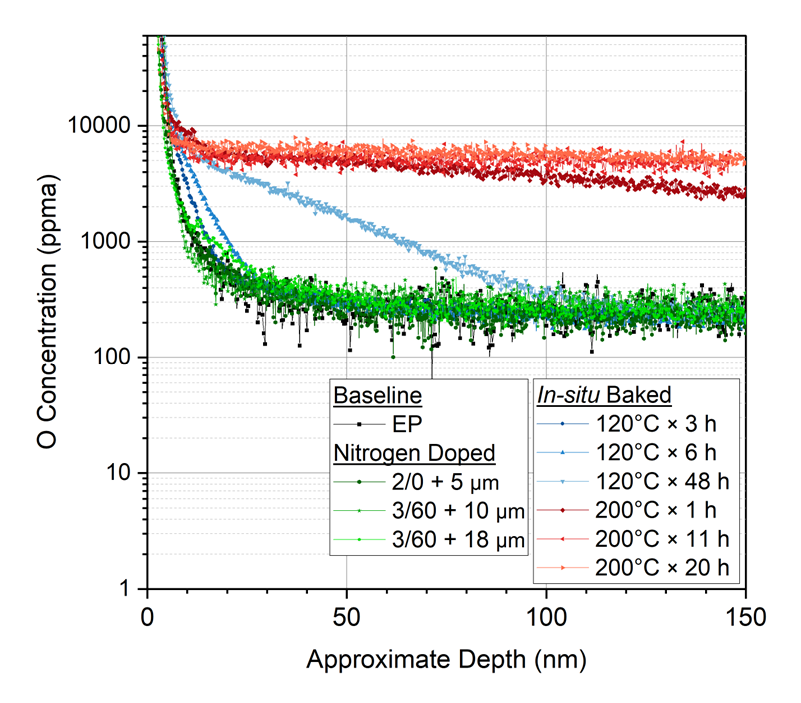 O Concentration (ppma)
10000
1000
100
10
1
Baseline
EP
Nitrogen Doped
2/0 + 5 µm
3/60 + 10 µm
3/60 + 18 µm
In-situ Baked
120°C × 3 h
120°C × 6 h
120°C × 48 h
200°C × 1 h
200°C × 11 h
200°C × 20 h
0
50
100
150
Approximate Depth (nm)